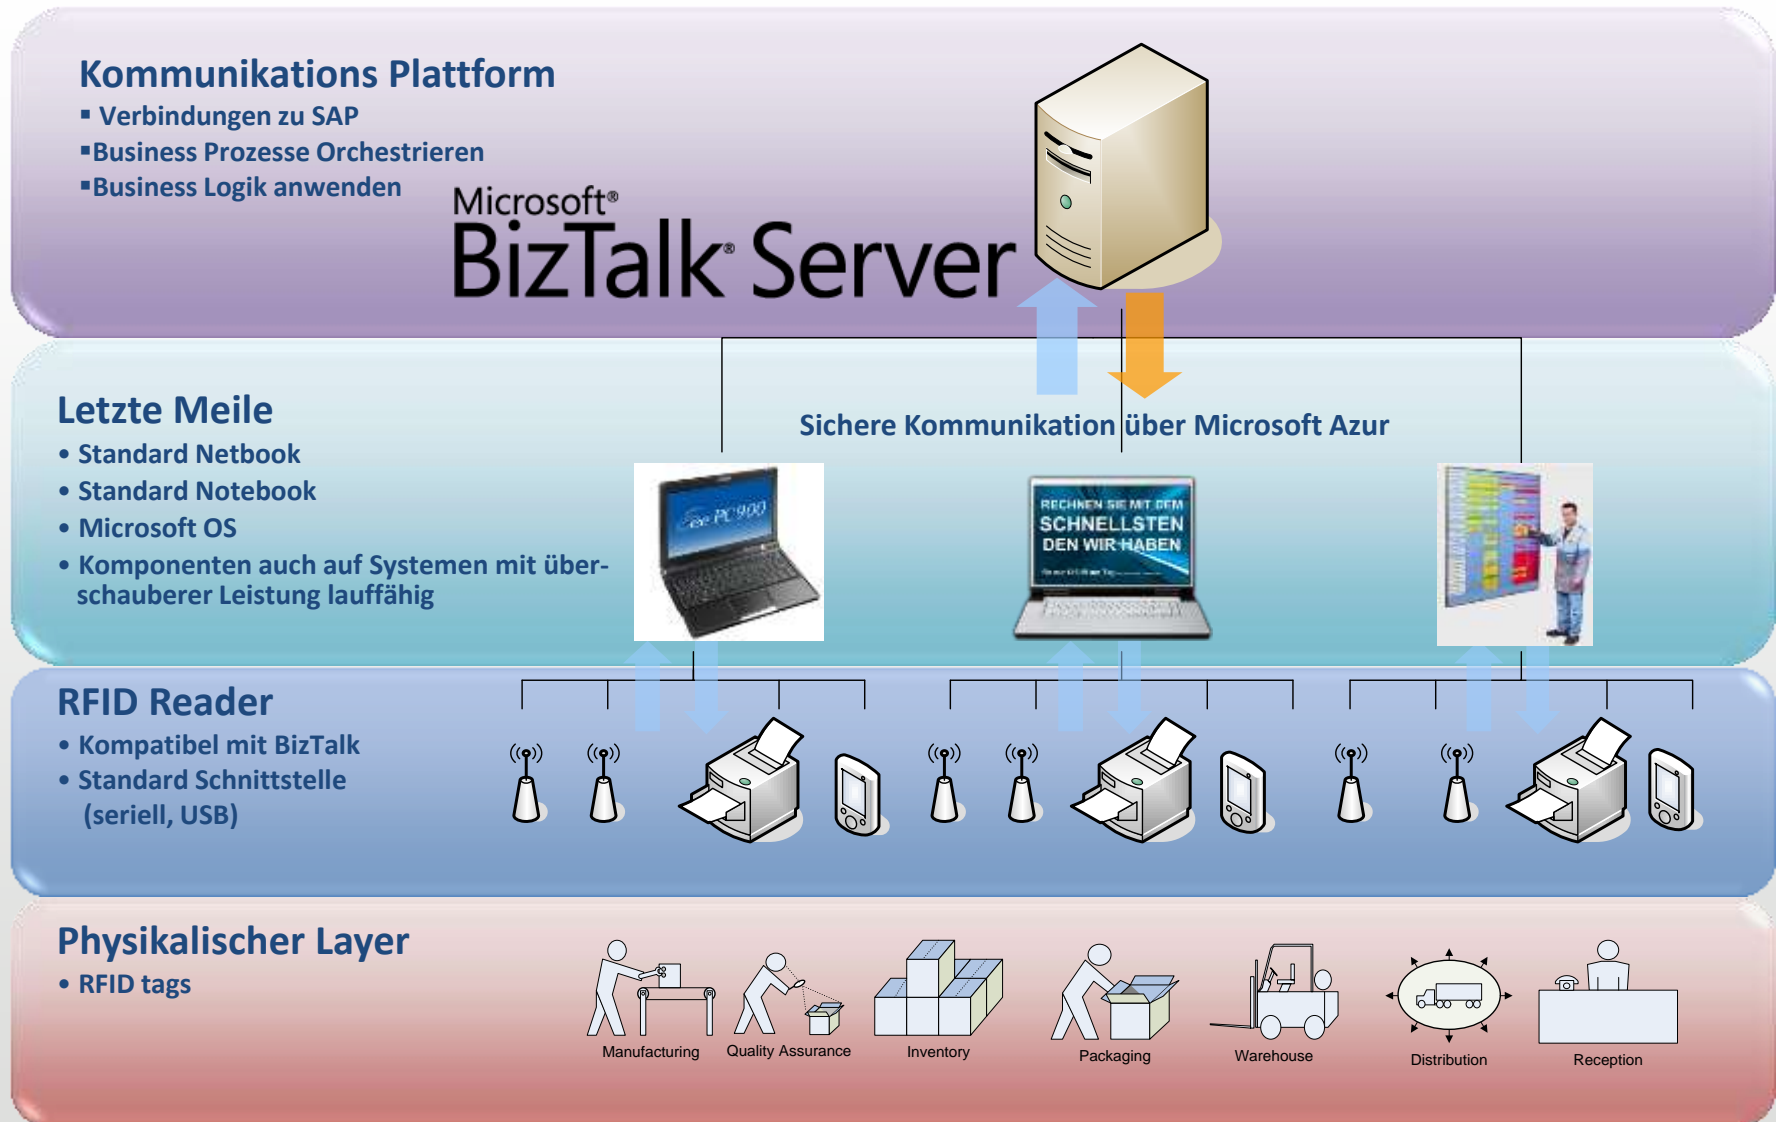 Kommunikations Plattform
▪ Verbindungen zu SAP
▪Business Prozesse Orchestrieren
▪Business Logik anwenden
Microsoft®
BizTalk® Server
Letzte Meile
• Standard Netbook
• Standard Notebook
• Microsoft OS
• Komponenten auch auf Systemen mit über-
schauberer Leistung lauffähig
Sichere Kommunikation über Microsoft Azur
Eee PC 900
RECHNEN SIE MIT DEM
SCHNELLSTEN
DEN WIR HABEN
RFID Reader
• Kompatibel mit BizTalk
• Standard Schnittstelle
(seriell, USB)
Physikalischer Layer
• RFID tags
Manufacturing
Quality Assurance
Inventory
Packaging
Warehouse
Distribution
Reception